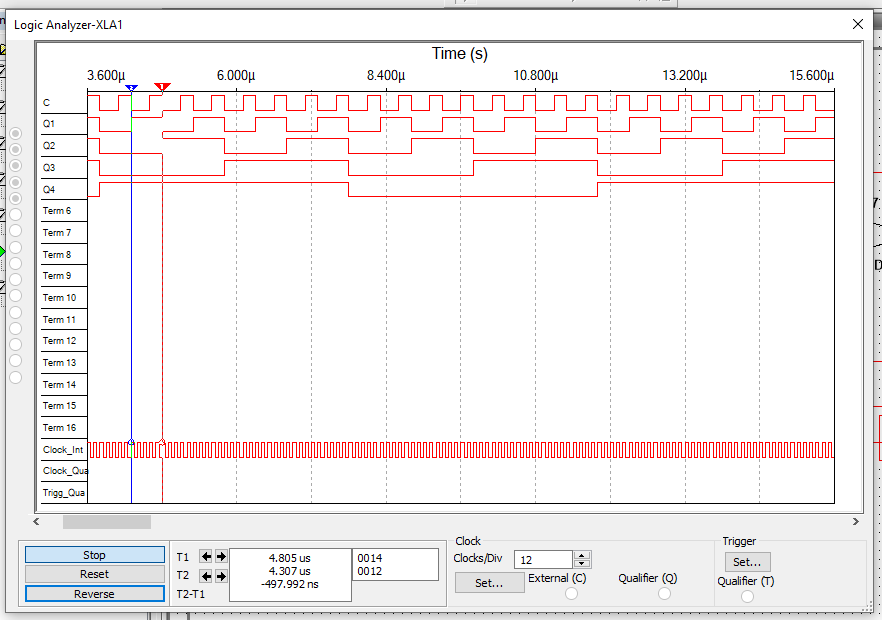 Logic Analyzer-XLA1
Time (s)
3.600µ 6.000µ 8.400µ 10.800µ 13.200µ 15.600µ
2 1
C
Q1
Q2
Q3
Q4
Term 6
Term 7
Term 8
Term 9
Term 10
Term 11
Term 12
Term 13
Term 14
Term 15
Term 16
Clock_Int
Clock_Qua
Trigg_Qua
Stop
Reset
Reverse
T1 4.805 us 0014
T2 4.307 us 0012
T2-T1 -497.992 ns
Clock
Clocks/Div 12
Set... External (C) Qualifier (Q)
Trigger
Set...
Qualifier (T)